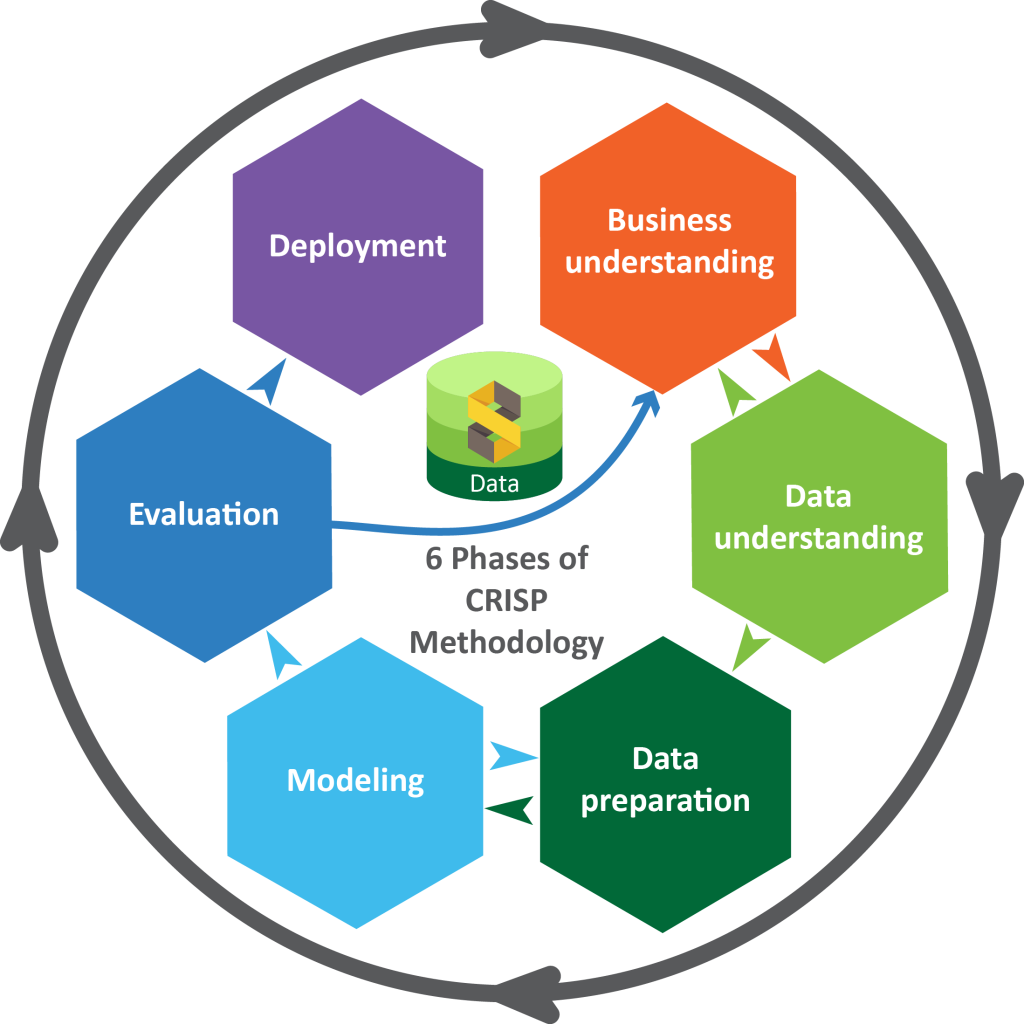 Deployment
Business
understanding
Data
understanding
Data
preparation
Modeling
Evaluation
Data
6 Phases of
CRISP
Methodology